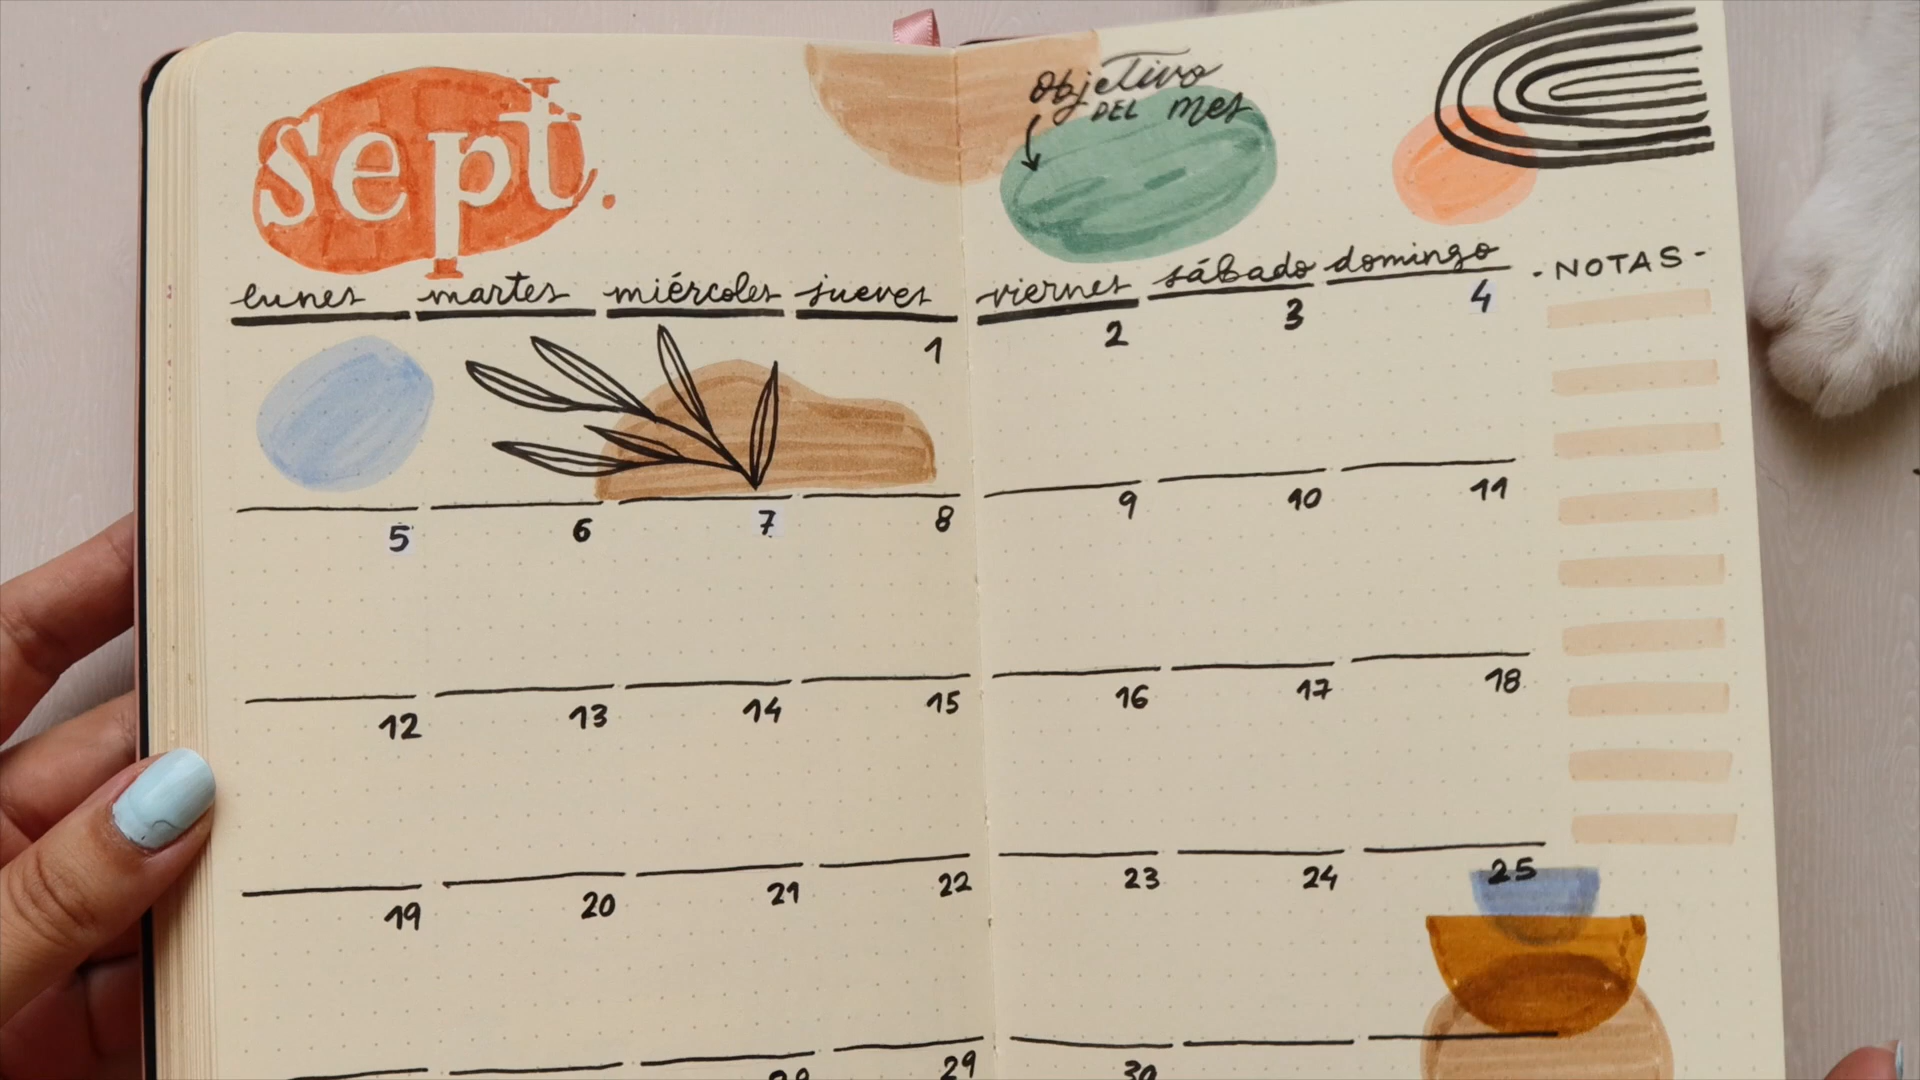 sept.
objetivo
DEL mes
lunes martes miércoles jueves viernes sábado domingo - NOTAS -
1 2 3 4
5 6 7 8 9 10 11
12 13 14 15 16 17 18
19 20 21 22 23 24 25
28 29 30